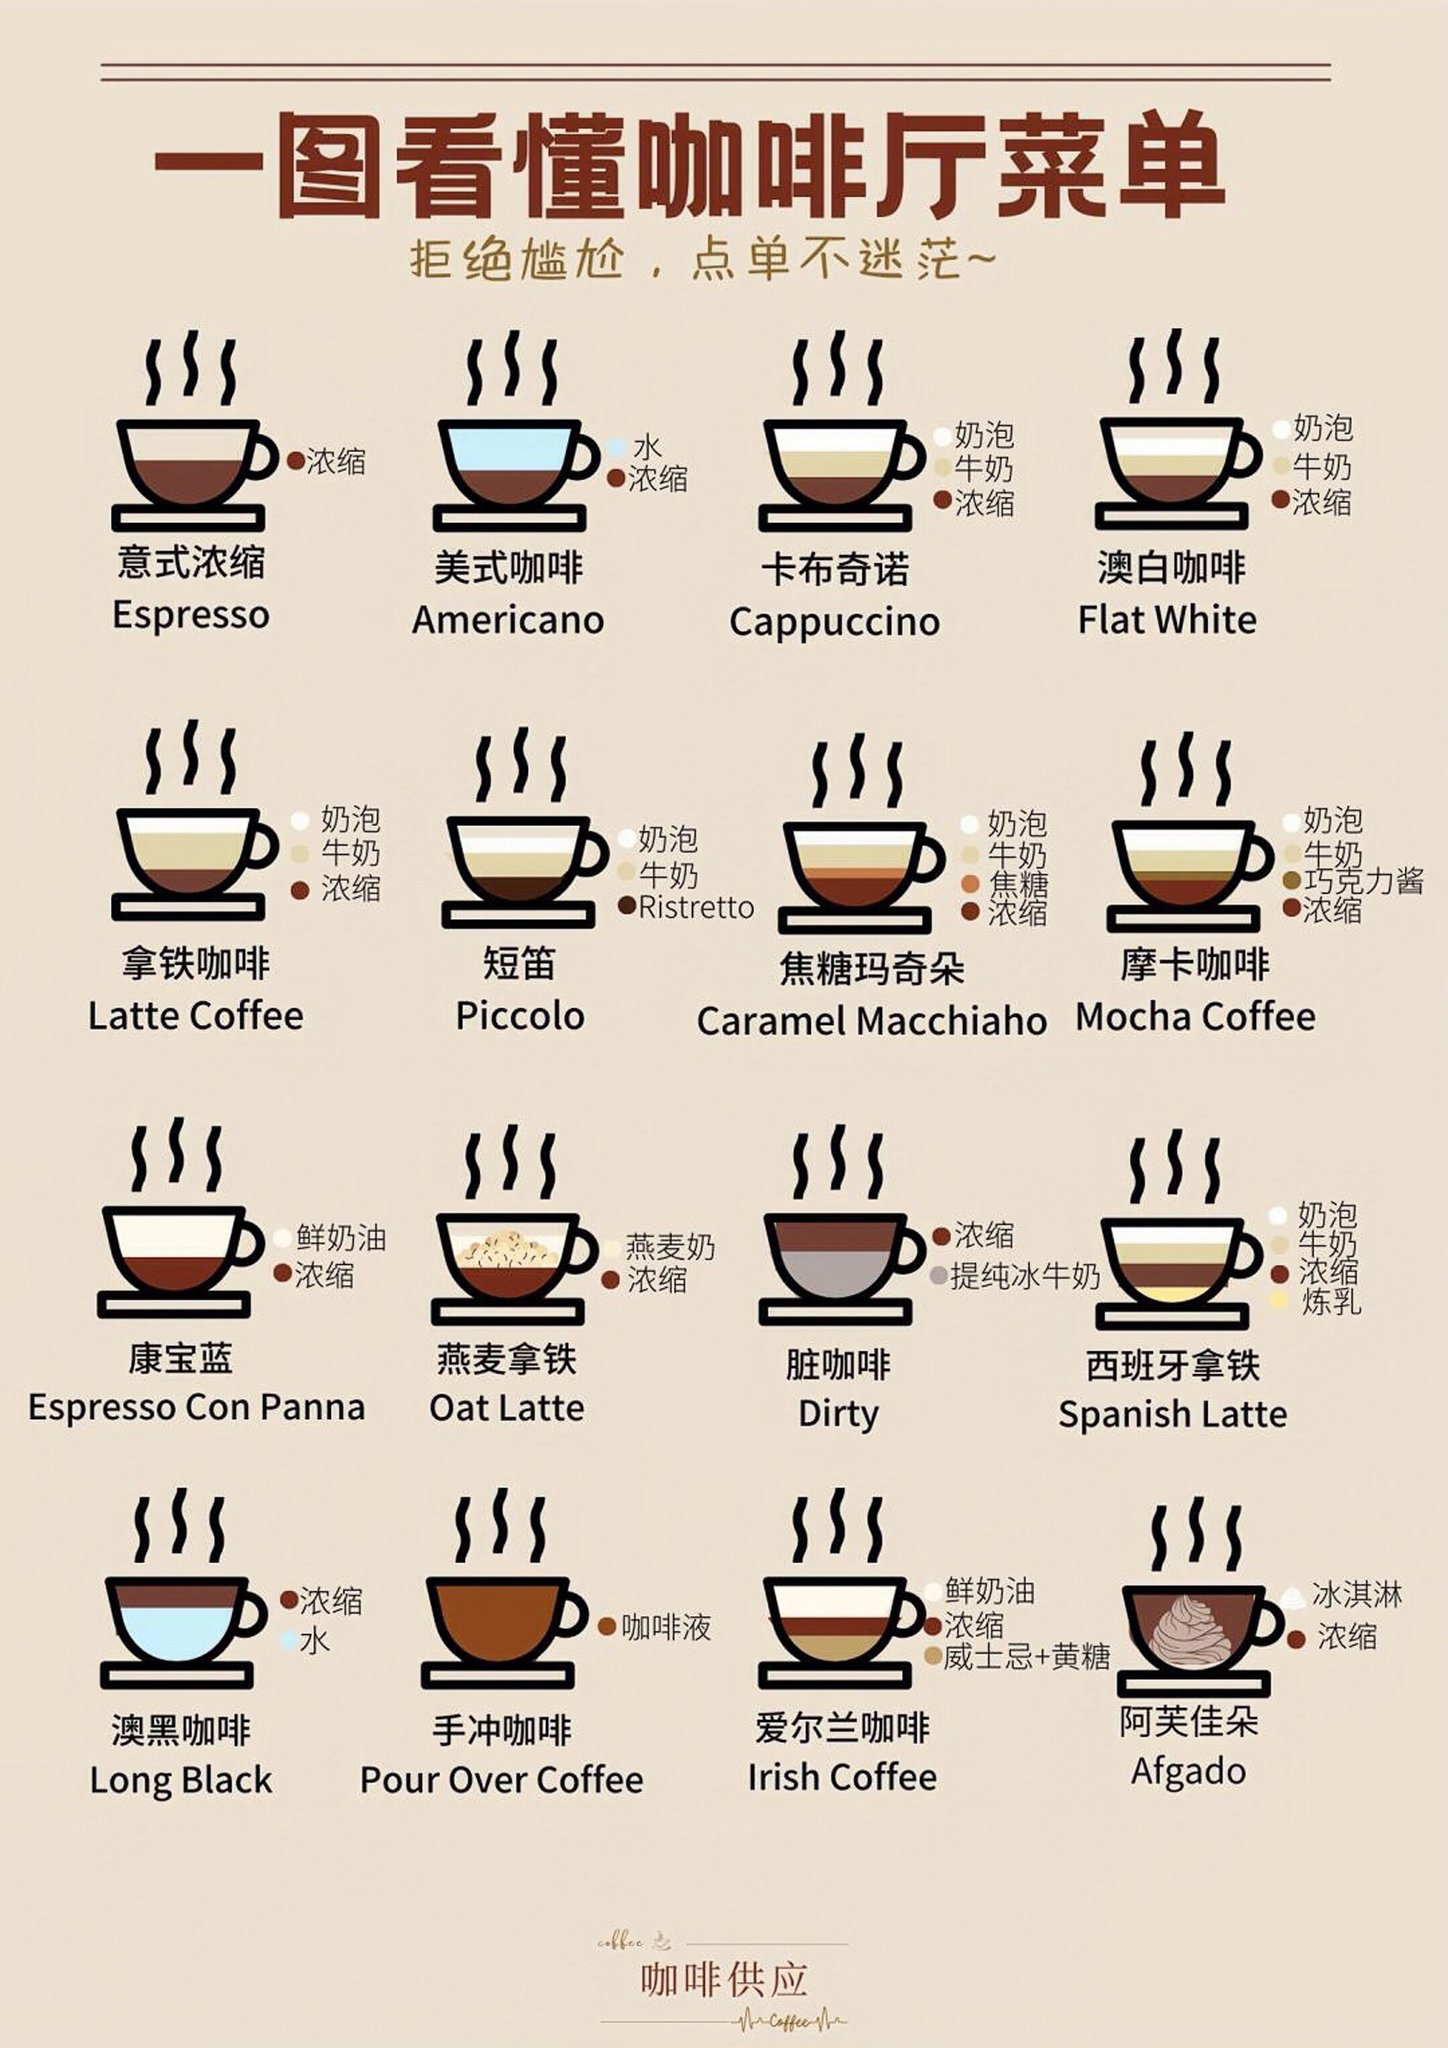 一图看懂咖啡厅菜单
拒绝尴尬，点单不迷茫~
浓缩
意式浓缩
Espresso
水
浓缩
美式咖啡
Americano
奶泡
牛奶
浓缩
卡布奇诺
Cappuccino
奶泡
牛奶
浓缩
澳白咖啡
Flat White
奶泡
牛奶
浓缩
拿铁咖啡
Latte Coffee
奶泡
牛奶
Ristretto
短笛
Piccolo
奶泡
牛奶
焦糖
浓缩
焦糖玛奇朵
Caramel Macchiaho
奶泡
牛奶
巧克力酱
浓缩
摩卡咖啡
Mocha Coffee
鲜奶油
浓缩
康宝蓝
Espresso Con Panna
燕麦奶
浓缩
燕麦拿铁
Oat Latte
浓缩
提纯冰牛奶
脏咖啡
Dirty
奶泡
牛奶
浓缩
炼乳
西班牙拿铁
Spanish Latte
浓缩
水
澳黑咖啡
Long Black
咖啡液
手冲咖啡
Pour Over Coffee
鲜奶油
浓缩
威士忌+黄糖
爱尔兰咖啡
Irish Coffee
冰淇淋
浓缩
阿芙佳朵
Afgado
coffee
咖啡供应
Coffee